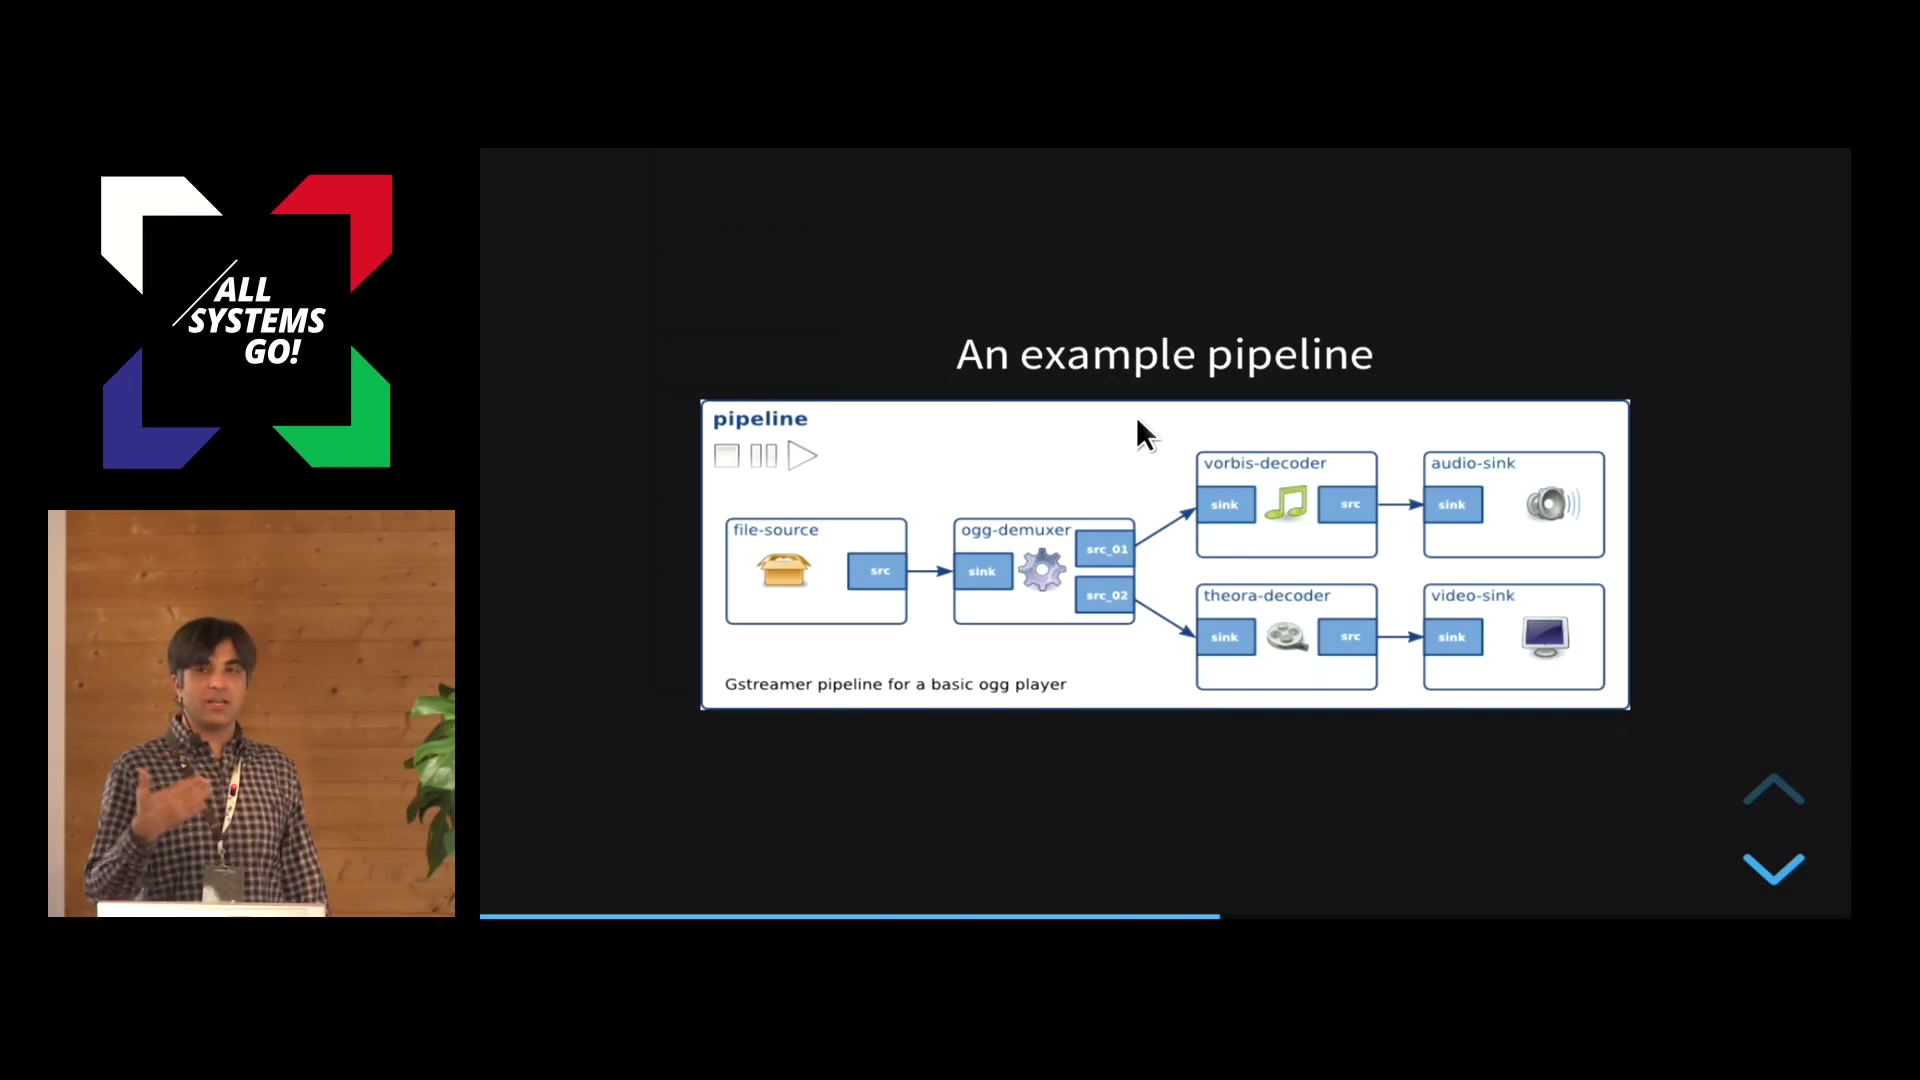 ALL
SYSTEMS
GO!
An example pipeline
pipeline
file-source
src
ogg-demuxer
sink
src_01
src_02
vorbis-decoder
sink
src
audio-sink
sink
theora-decoder
sink
src
video-sink
sink
Gstreamer pipeline for a basic ogg player